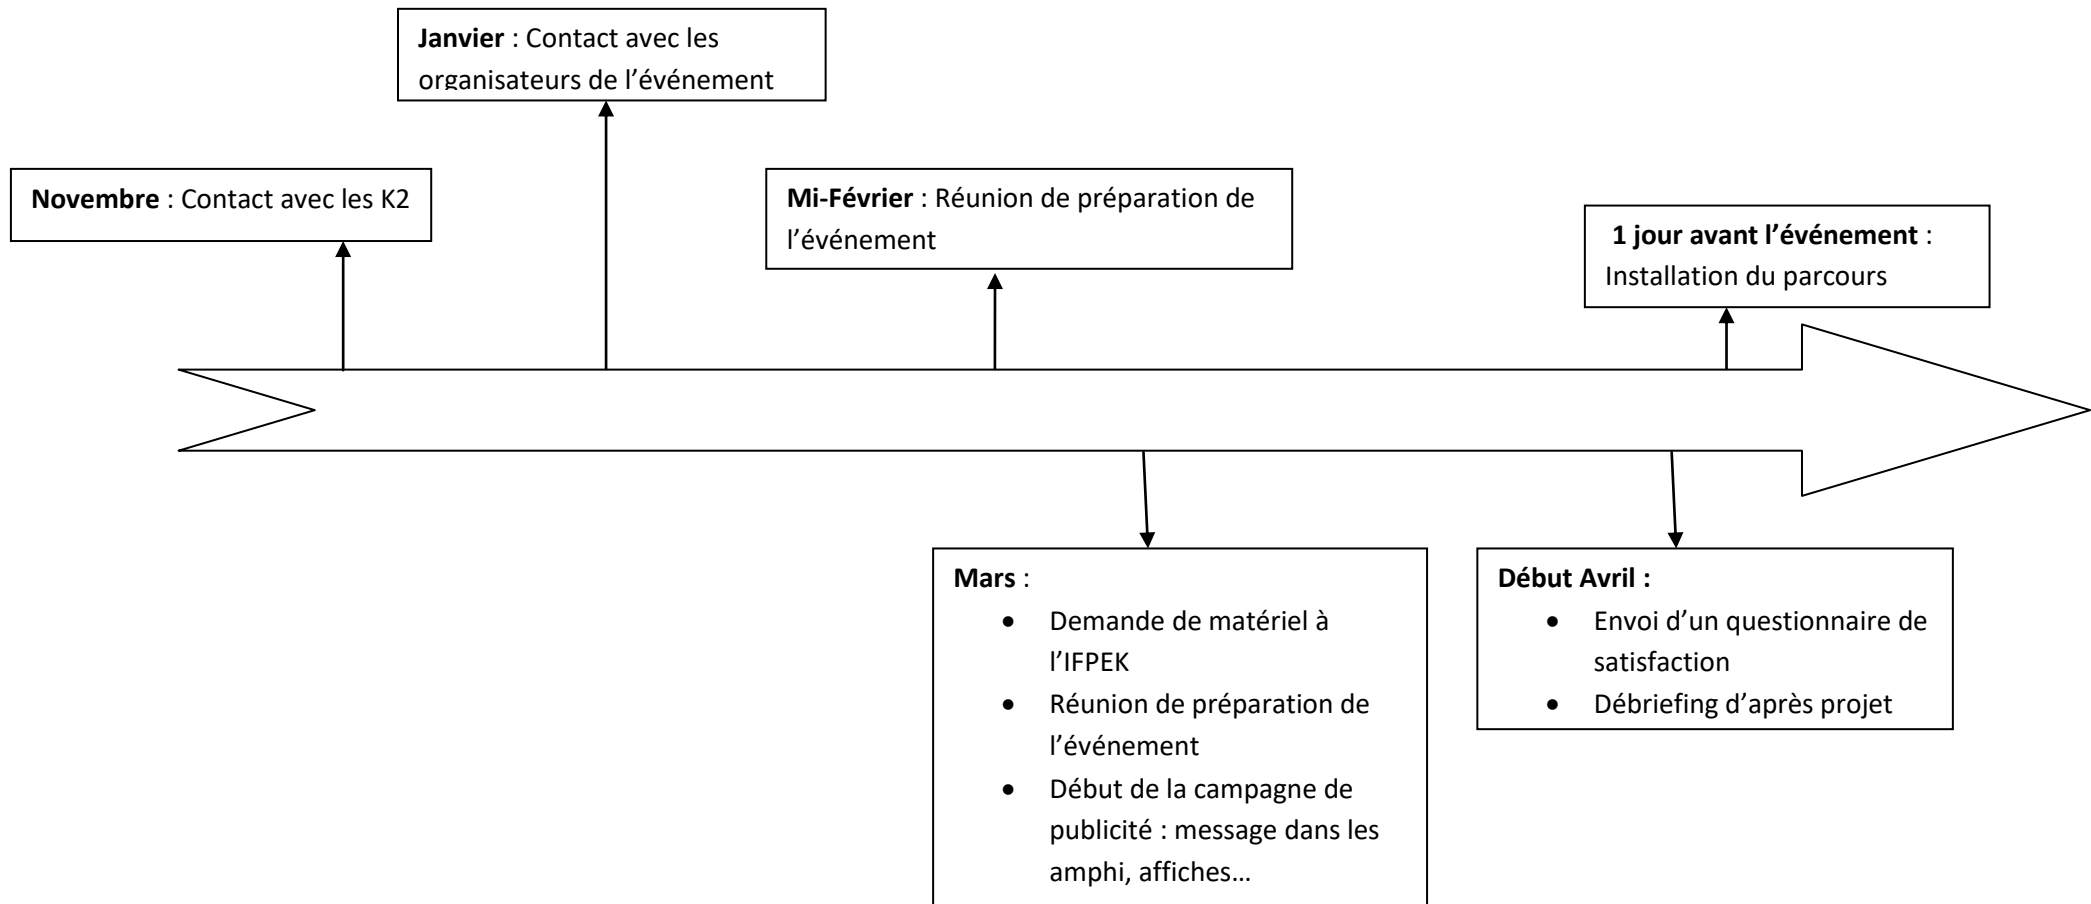 Janvier : Contact avec les
organisateurs de l’événement
Novembre : Contact avec les K2
Mi-Février : Réunion de préparation de
l’événement
1 jour avant l’événement :
Installation du parcours
Mars :
• Demande de matériel à
l’IFPEK
• Réunion de préparation de
l’événement
• Début de la campagne de
publicité : message dans les
amphi, affiches…
Début Avril :
• Envoi d’un questionnaire de
satisfaction
• Débriefing d’après projet